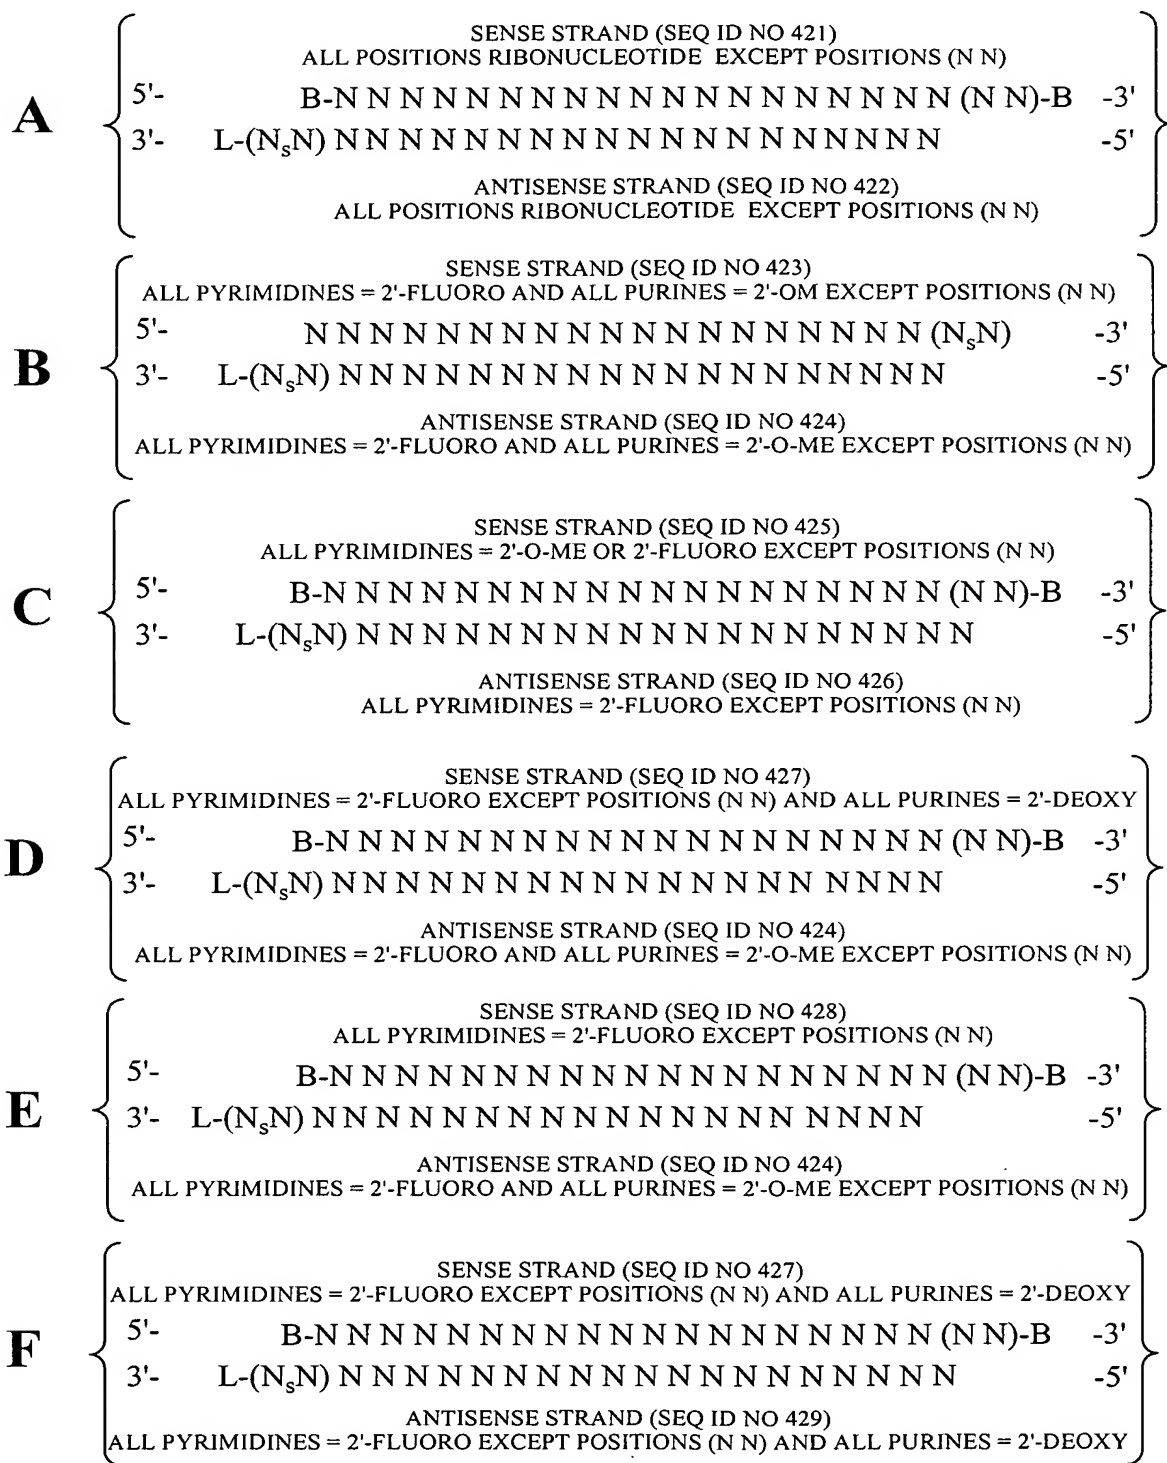 SENSE STRAND (SEQ ID NO 421)
ALL POSITIONS RIBONUCLEOTIDE EXCEPT POSITIONS (N N)
A
5'- B-N N N N N N N N N N N N N N N N N N N (N N)-B -3'
3'- L-(NsN) N N N N N N N N N N N N N N N N N N N -5'
ANTISENSE STRAND (SEQ ID NO 422)
ALL POSITIONS RIBONUCLEOTIDE EXCEPT POSITIONS (N N)
SENSE STRAND (SEQ ID NO 423)
ALL PYRIMIDINES = 2'-FLUORO AND ALL PURINES = 2'-OM EXCEPT POSITIONS (N N)
B
5'- N N N N N N N N N N N N N N N N N N N (NsN) -3'
3'- L-(NsN) N N N N N N N N N N N N N N N N N N N -5'
ANTISENSE STRAND (SEQ ID NO 424)
ALL PYRIMIDINES = 2'-FLUORO AND ALL PURINES = 2'-O-ME EXCEPT POSITIONS (N N)
SENSE STRAND (SEQ ID NO 425)
ALL PYRIMIDINES = 2'-O-ME OR 2'-FLUORO EXCEPT POSITIONS (N N)
C
5'- B-N N N N N N N N N N N N N N N N N N N (N N)-B -3'
3'- L-(NsN) N N N N N N N N N N N N N N N N N N N -5'
ANTISENSE STRAND (SEQ ID NO 426)
ALL PYRIMIDINES = 2'-FLUORO EXCEPT POSITIONS (N N)
SENSE STRAND (SEQ ID NO 427)
ALL PYRIMIDINES = 2'-FLUORO EXCEPT POSITIONS (N N) AND ALL PURINES = 2'-DEOXY
D
5'- B-N N N N N N N N N N N N N N N N N N N (N N)-B -3'
3'- L-(NsN) N N N N N N N N N N N N N N N N N N N -5'
ANTISENSE STRAND (SEQ ID NO 424)
ALL PYRIMIDINES = 2'-FLUORO AND ALL PURINES = 2'-O-ME EXCEPT POSITIONS (N N)
SENSE STRAND (SEQ ID NO 428)
ALL PYRIMIDINES = 2'-FLUORO EXCEPT POSITIONS (N N)
E
5'- B-N N N N N N N N N N N N N N N N N N N (N N)-B -3'
3'- L-(NsN) N N N N N N N N N N N N N N N N N N N -5'
ANTISENSE STRAND (SEQ ID NO 424)
ALL PYRIMIDINES = 2'-FLUORO AND ALL PURINES = 2'-O-ME EXCEPT POSITIONS (N N)
SENSE STRAND (SEQ ID NO 427)
ALL PYRIMIDINES = 2'-FLUORO EXCEPT POSITIONS (N N) AND ALL PURINES = 2'-DEOXY
F
5'- B-N N N N N N N N N N N N N N N N N N N (N N)-B -3'
3'- L-(NsN) N N N N N N N N N N N N N N N N N N N -5'
ANTISENSE STRAND (SEQ ID NO 429)
ALL PYRIMIDINES = 2'-FLUORO EXCEPT POSITIONS (N N) AND ALL PURINES = 2'-DEOXY